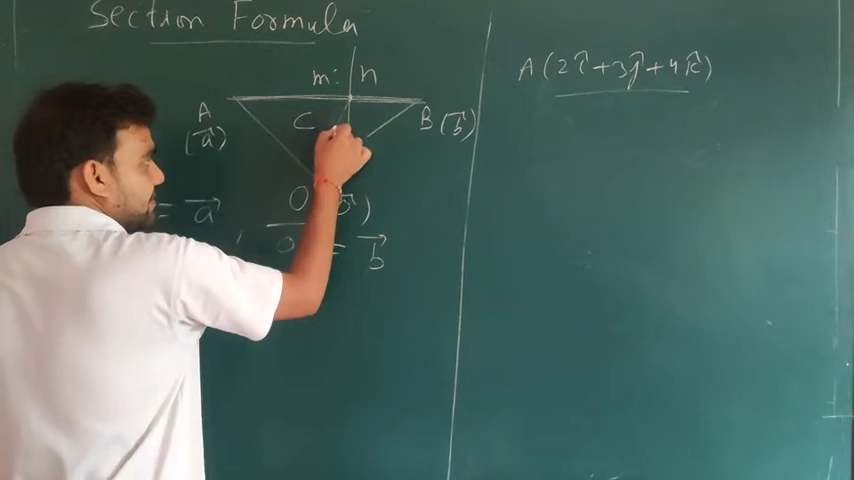 Section Formula
m : n
A C B (b⃗)
(a⃗)
O (o⃗)
= a⃗ ,
= b⃗
A (2î + 3ĵ + 4k̂)